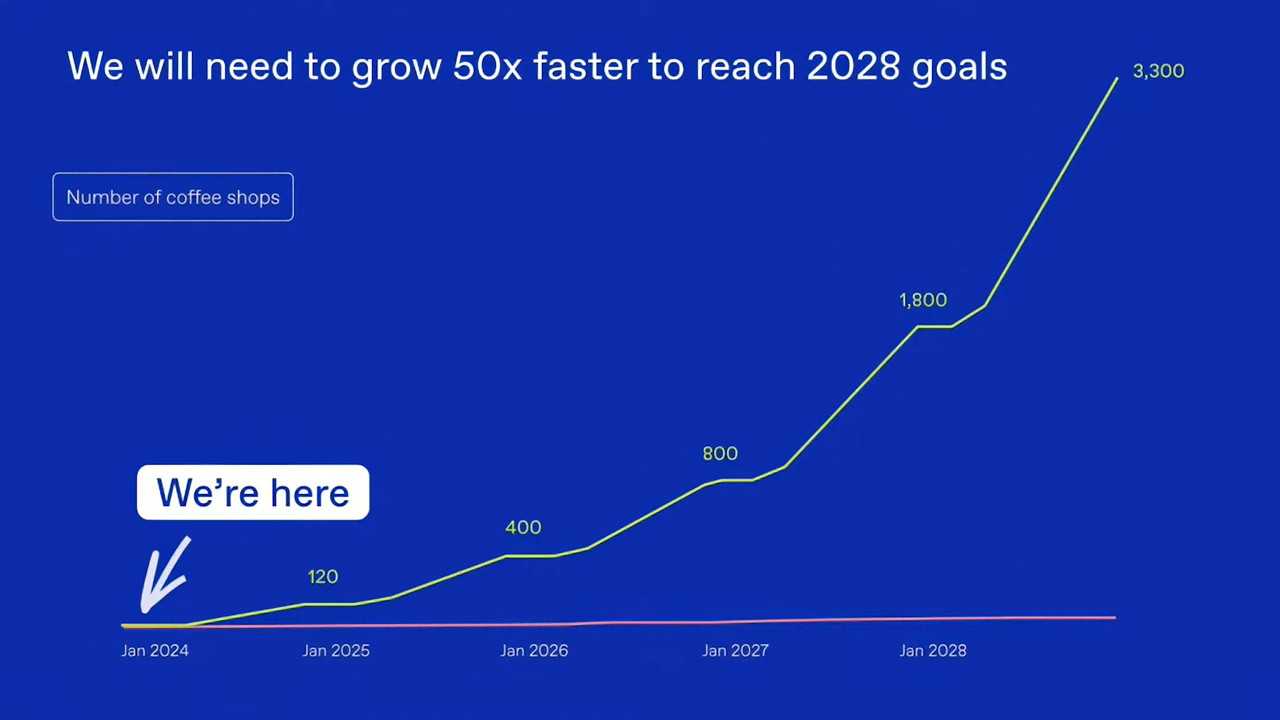 We will need to grow 50x faster to reach 2028 goals
3,300
Number of coffee shops
1,800
800
We’re here
400
120
Jan 2024
Jan 2025
Jan 2026
Jan 2027
Jan 2028